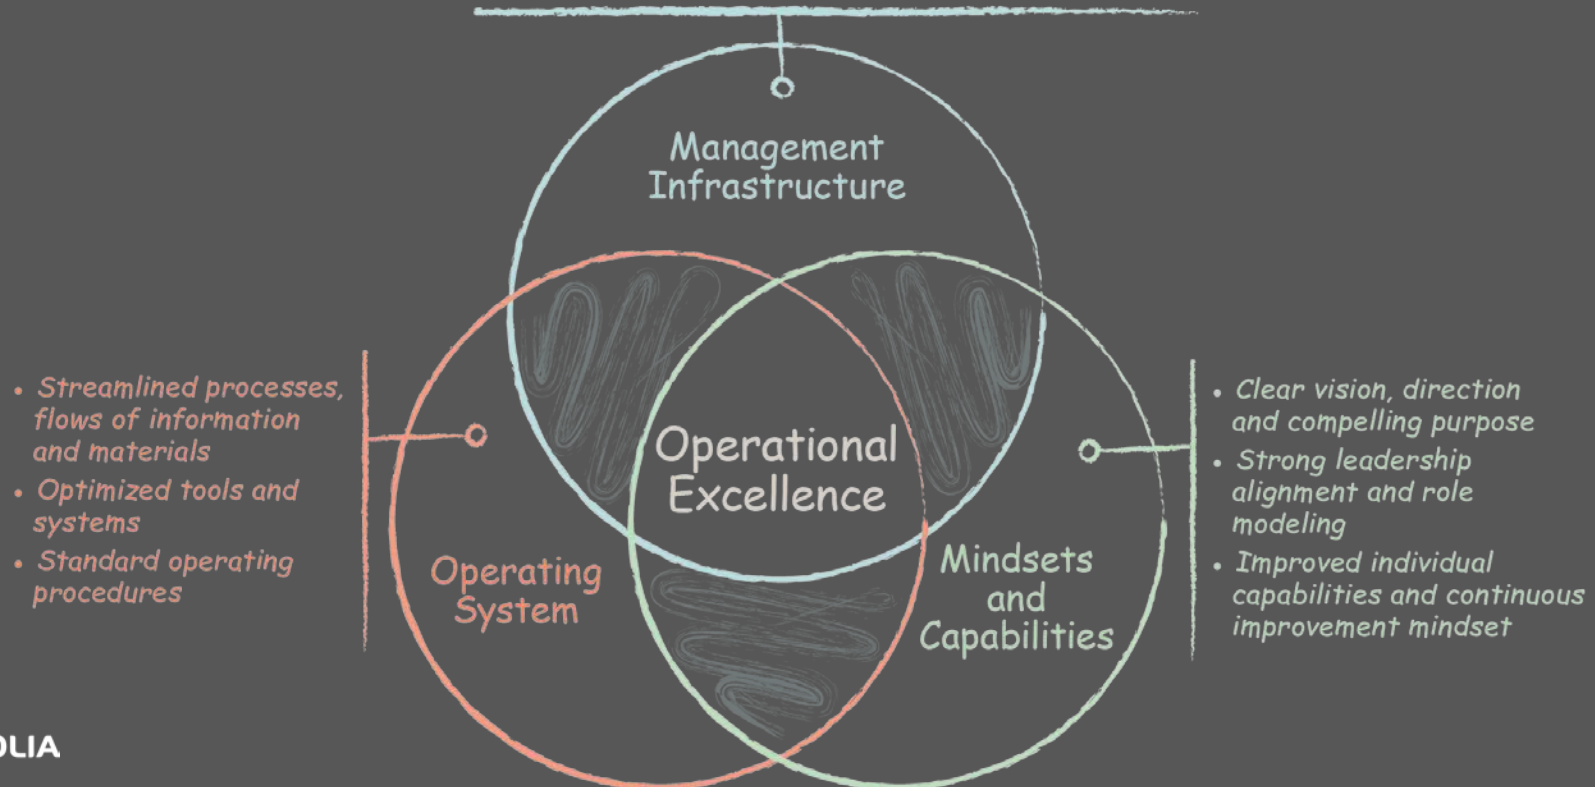 Management
Infrastructure
• Streamlined processes,
flows of information
and materials
• Optimized tools and
systems
• Standard operating
procedures
Operational
Excellence
Operating
System
Mindsets
and
Capabilities
• Clear vision, direction
and compelling purpose
• Strong leadership
alignment and role
modeling
• Improved individual
capabilities and continuous
improvement mindset
OLIA